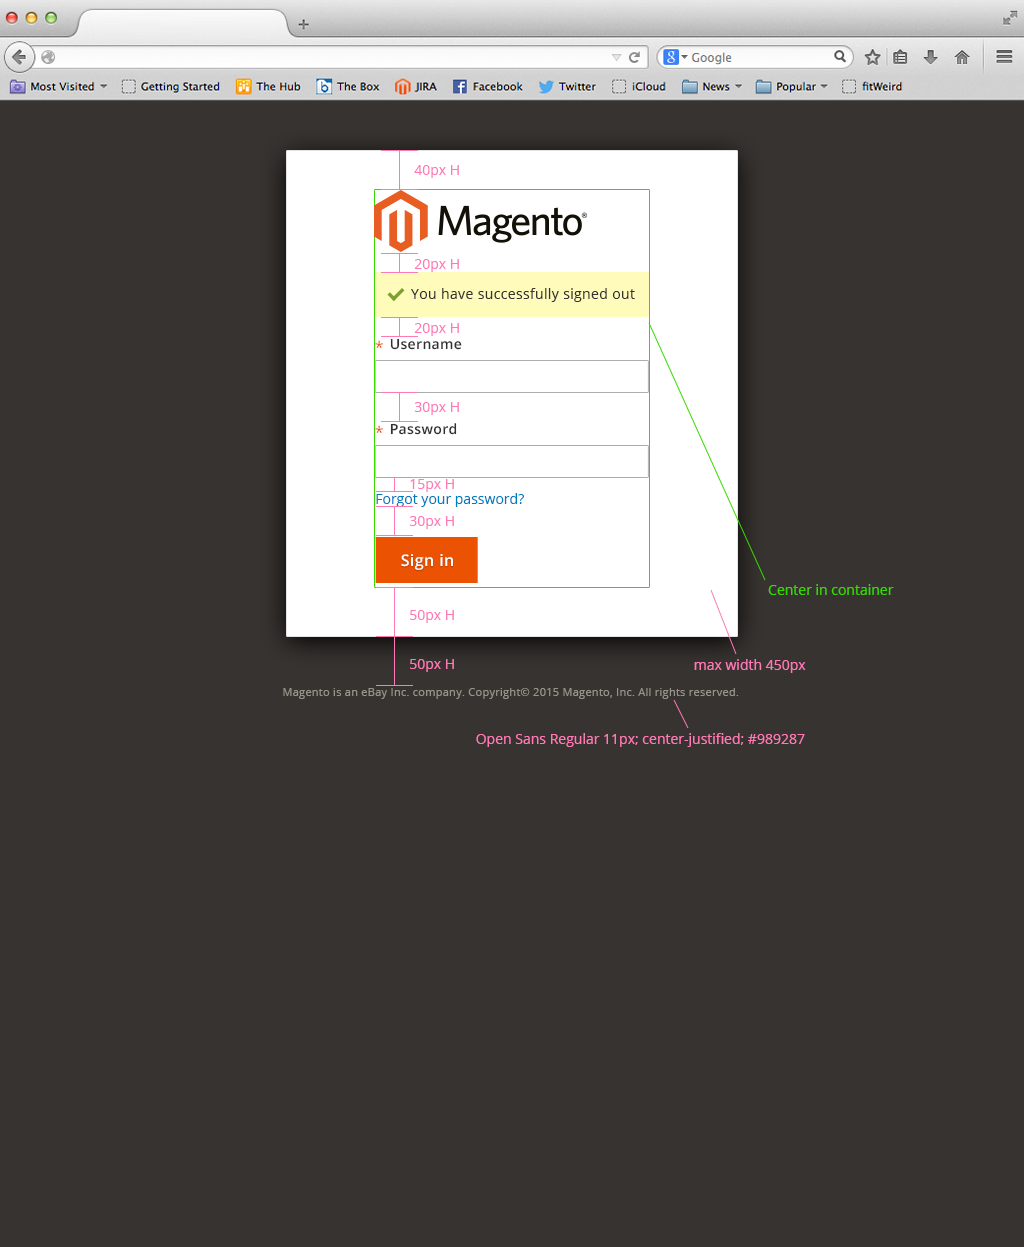 Google
Most Visited
Getting Started
The Hub
The Box
JIRA
Facebook
Twitter
iCloud
News
Popular
fitWeird
40px H
Magento®
20px H
You have successfully signed out
20px H
* Username
30px H
* Password
15px H
Forgot your password?
30px H
Sign in
Center in container
50px H
50px H
max width 450px
Magento is an eBay Inc. company. Copyright© 2015 Magento, Inc. All rights reserved.
Open Sans Regular 11px; center-justified; #989287